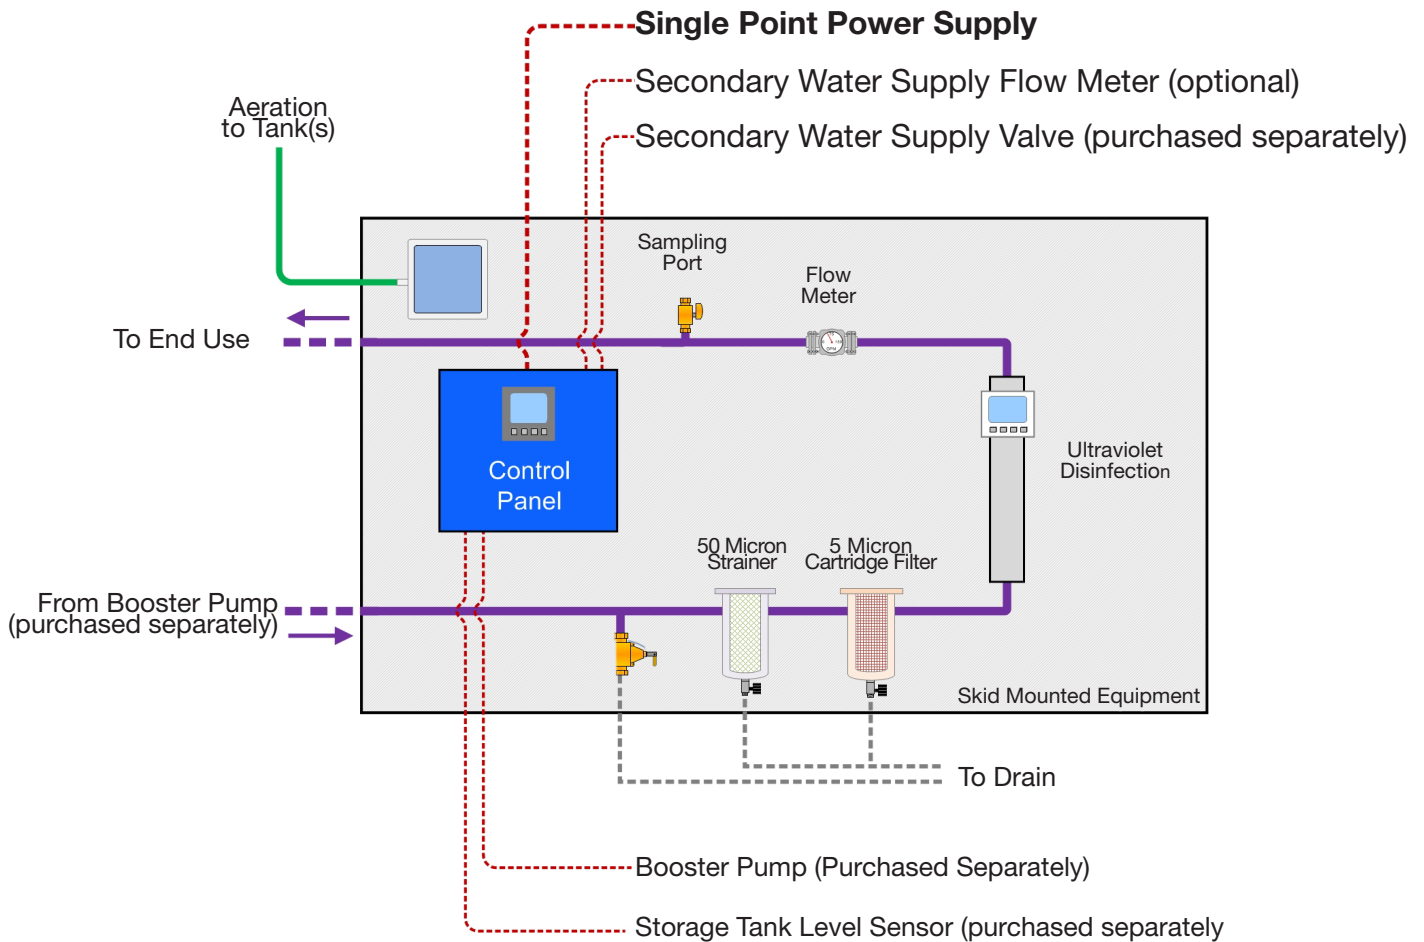 Single Point Power Supply
Secondary Water Supply Flow Meter (optional)
Aeration
to Tank(s)
Secondary Water Supply Valve (purchased separately)
Sampling
Port
Flow
Meter
To End Use
Control
Panel
Ultraviolet
Disinfection
50 Micron
Strainer
5 Micron
Cartridge Filter
From Booster Pump
(purchased separately)
Skid Mounted Equipment
To Drain
Booster Pump (Purchased Separately)
Storage Tank Level Sensor (purchased separately